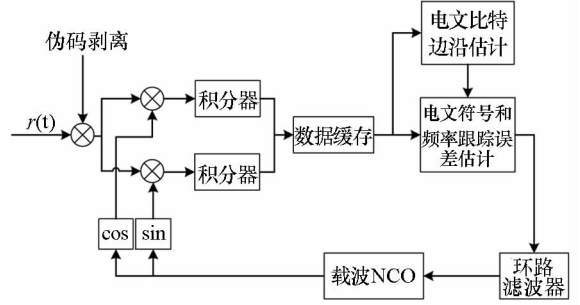 伪码剥离
r(t)
积分器
积分器
数据缓存
电文比特
边沿估计
电文符号和
频率跟踪误
差估计
cos
sin
载波NCO
环路
滤波器